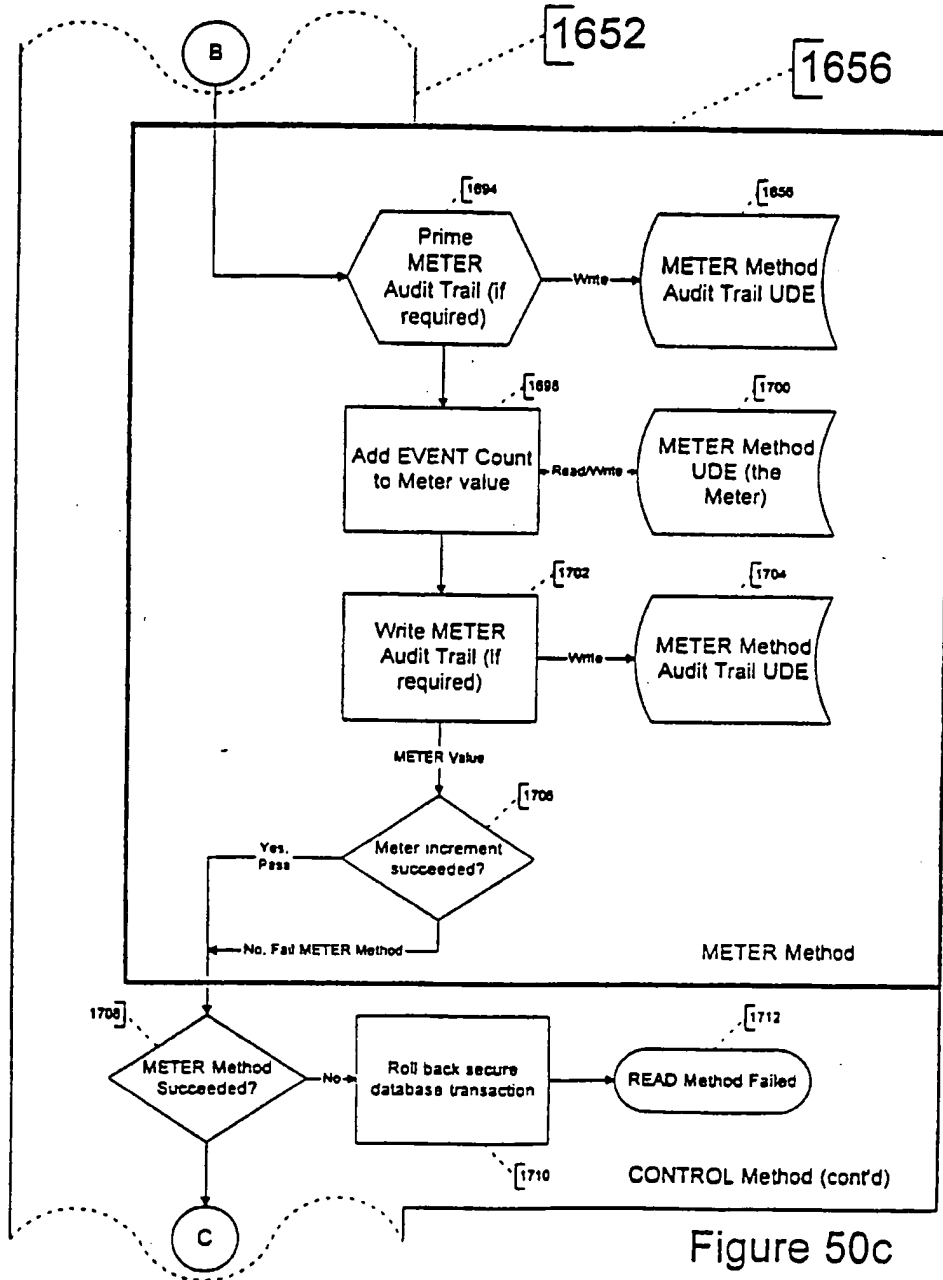 B
1652
1656
1694
Prime
METER
Audit Trail (if
required)
Write
1656
METER Method
Audit Trail UDE
1698
Add EVENT Count
to Meter value
Read/Write
1700
METER Method
UDE (the
Meter)
1702
Write METER
Audit Trail (if
required)
Write
1704
METER Method
Audit Trail UDE
METER Value
1706
Meter increment
succeeded?
Yes,
Pass
No, Fail METER Method
METER Method
1708
METER Method
Succeeded?
No
Roll back secure
database transaction
1710
1712
READ Method Failed
CONTROL Method (cont'd)
C
Figure 50c